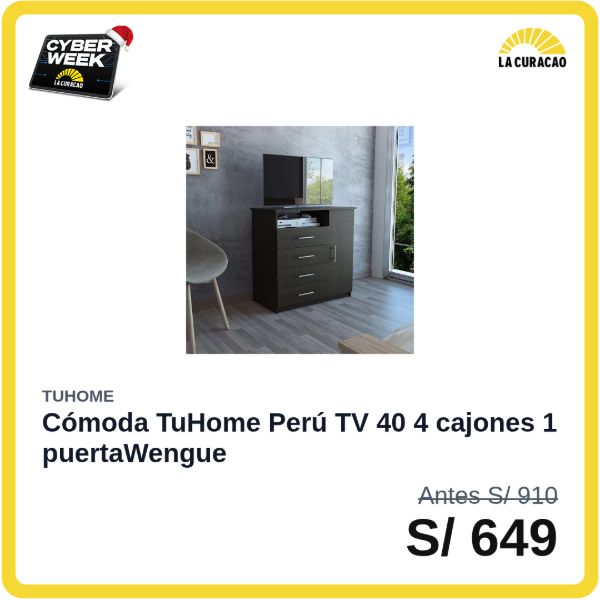 CYBER
WEEK
LA CURACAO
LA CURACAO
&
TUHOME
Cómoda TuHome Perú TV 40 4 cajones 1
puertaWengue
Antes S/ 910
S/ 649